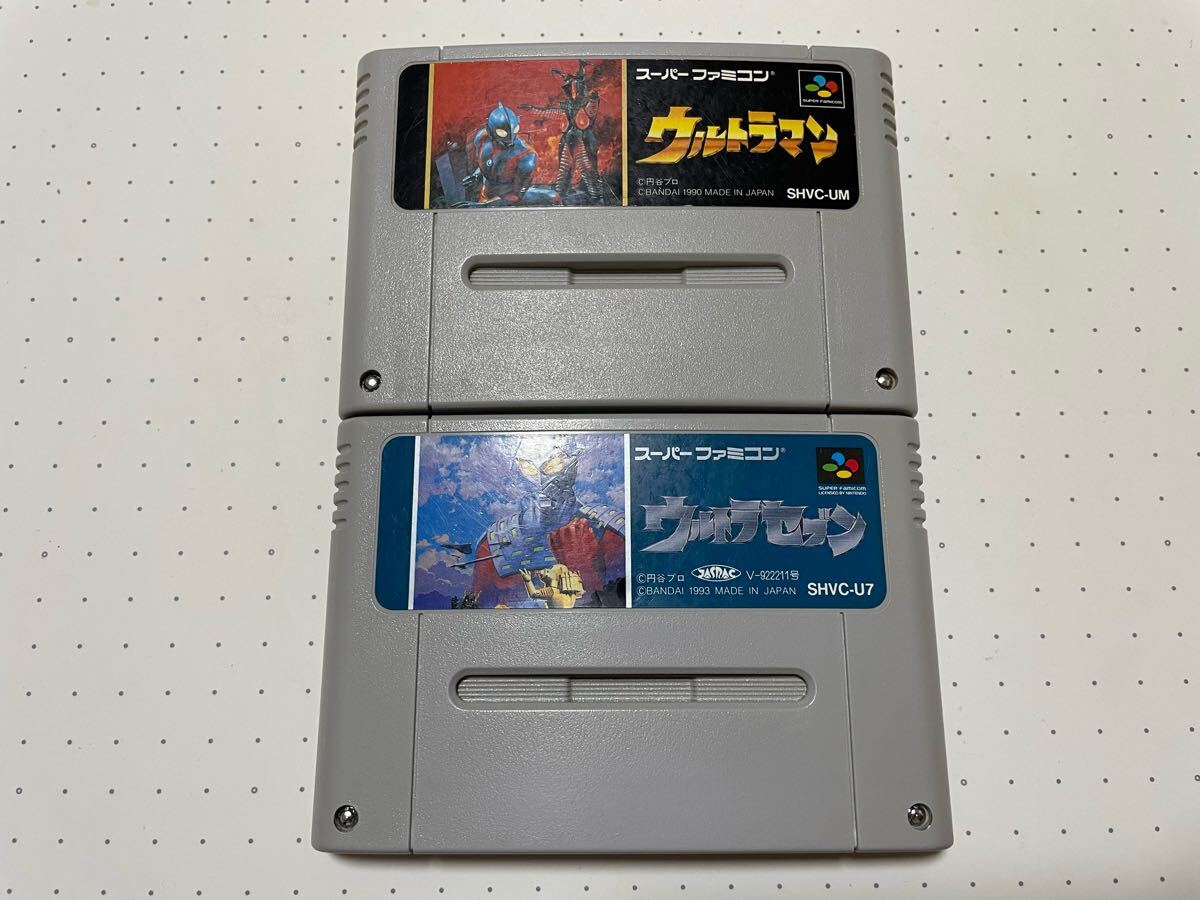 スーパーファミコン®
SUPER FAMICOM
ウルトラマン
©円谷プロ
©BANDAI 1990 MADE IN JAPAN SHVC-UM
スーパーファミコン®
SUPER FAMICOM
LICENSED BY NINTENDO
ウルトラセブン
©円谷プロ JASRAC V-922211号
©BANDAI 1993 MADE IN JAPAN SHVC-U7